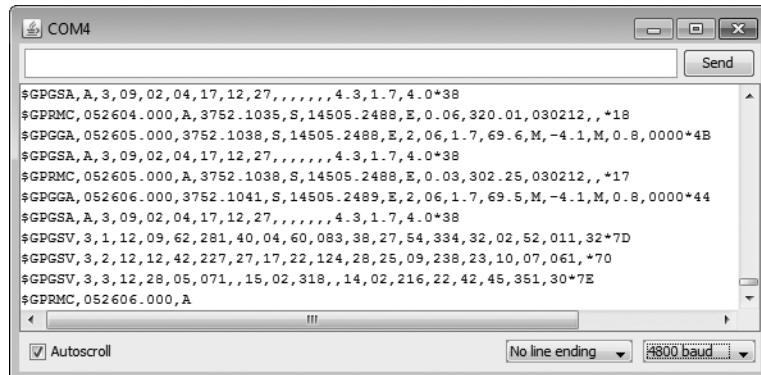 COM4
Send
$GPGSA,A,3,09,02,04,17,12,27,,,,,,,4.3,1.7,4.0*38
$GPRMC,052604.000,A,3752.1035,S,14505.2488,E,0.06,320.01,030212,,*18
$GPGGA,052605.000,3752.1038,S,14505.2488,E,2,06,1.7,69.6,M,-4.1,M,0.8,0000*4B
$GPGSA,A,3,09,02,04,17,12,27,,,,,,,4.3,1.7,4.0*38
$GPRMC,052605.000,A,3752.1038,S,14505.2488,E,0.03,302.25,030212,,*17
$GPGGA,052606.000,3752.1041,S,14505.2489,E,2,06,1.7,69.5,M,-4.1,M,0.8,0000*44
$GPGSA,A,3,09,02,04,17,12,27,,,,,,,4.3,1.7,4.0*38
$GPGSV,3,1,12,09,62,281,40,04,60,083,38,27,54,334,32,02,52,011,32*7D
$GPGSV,3,2,12,12,42,227,27,17,22,124,28,25,09,238,23,10,07,061,*70
$GPGSV,3,3,12,28,05,071,,15,02,318,,14,02,216,22,42,45,351,30*7E
$GPRMC,052606.000,A
Autoscroll
No line ending
4800 baud